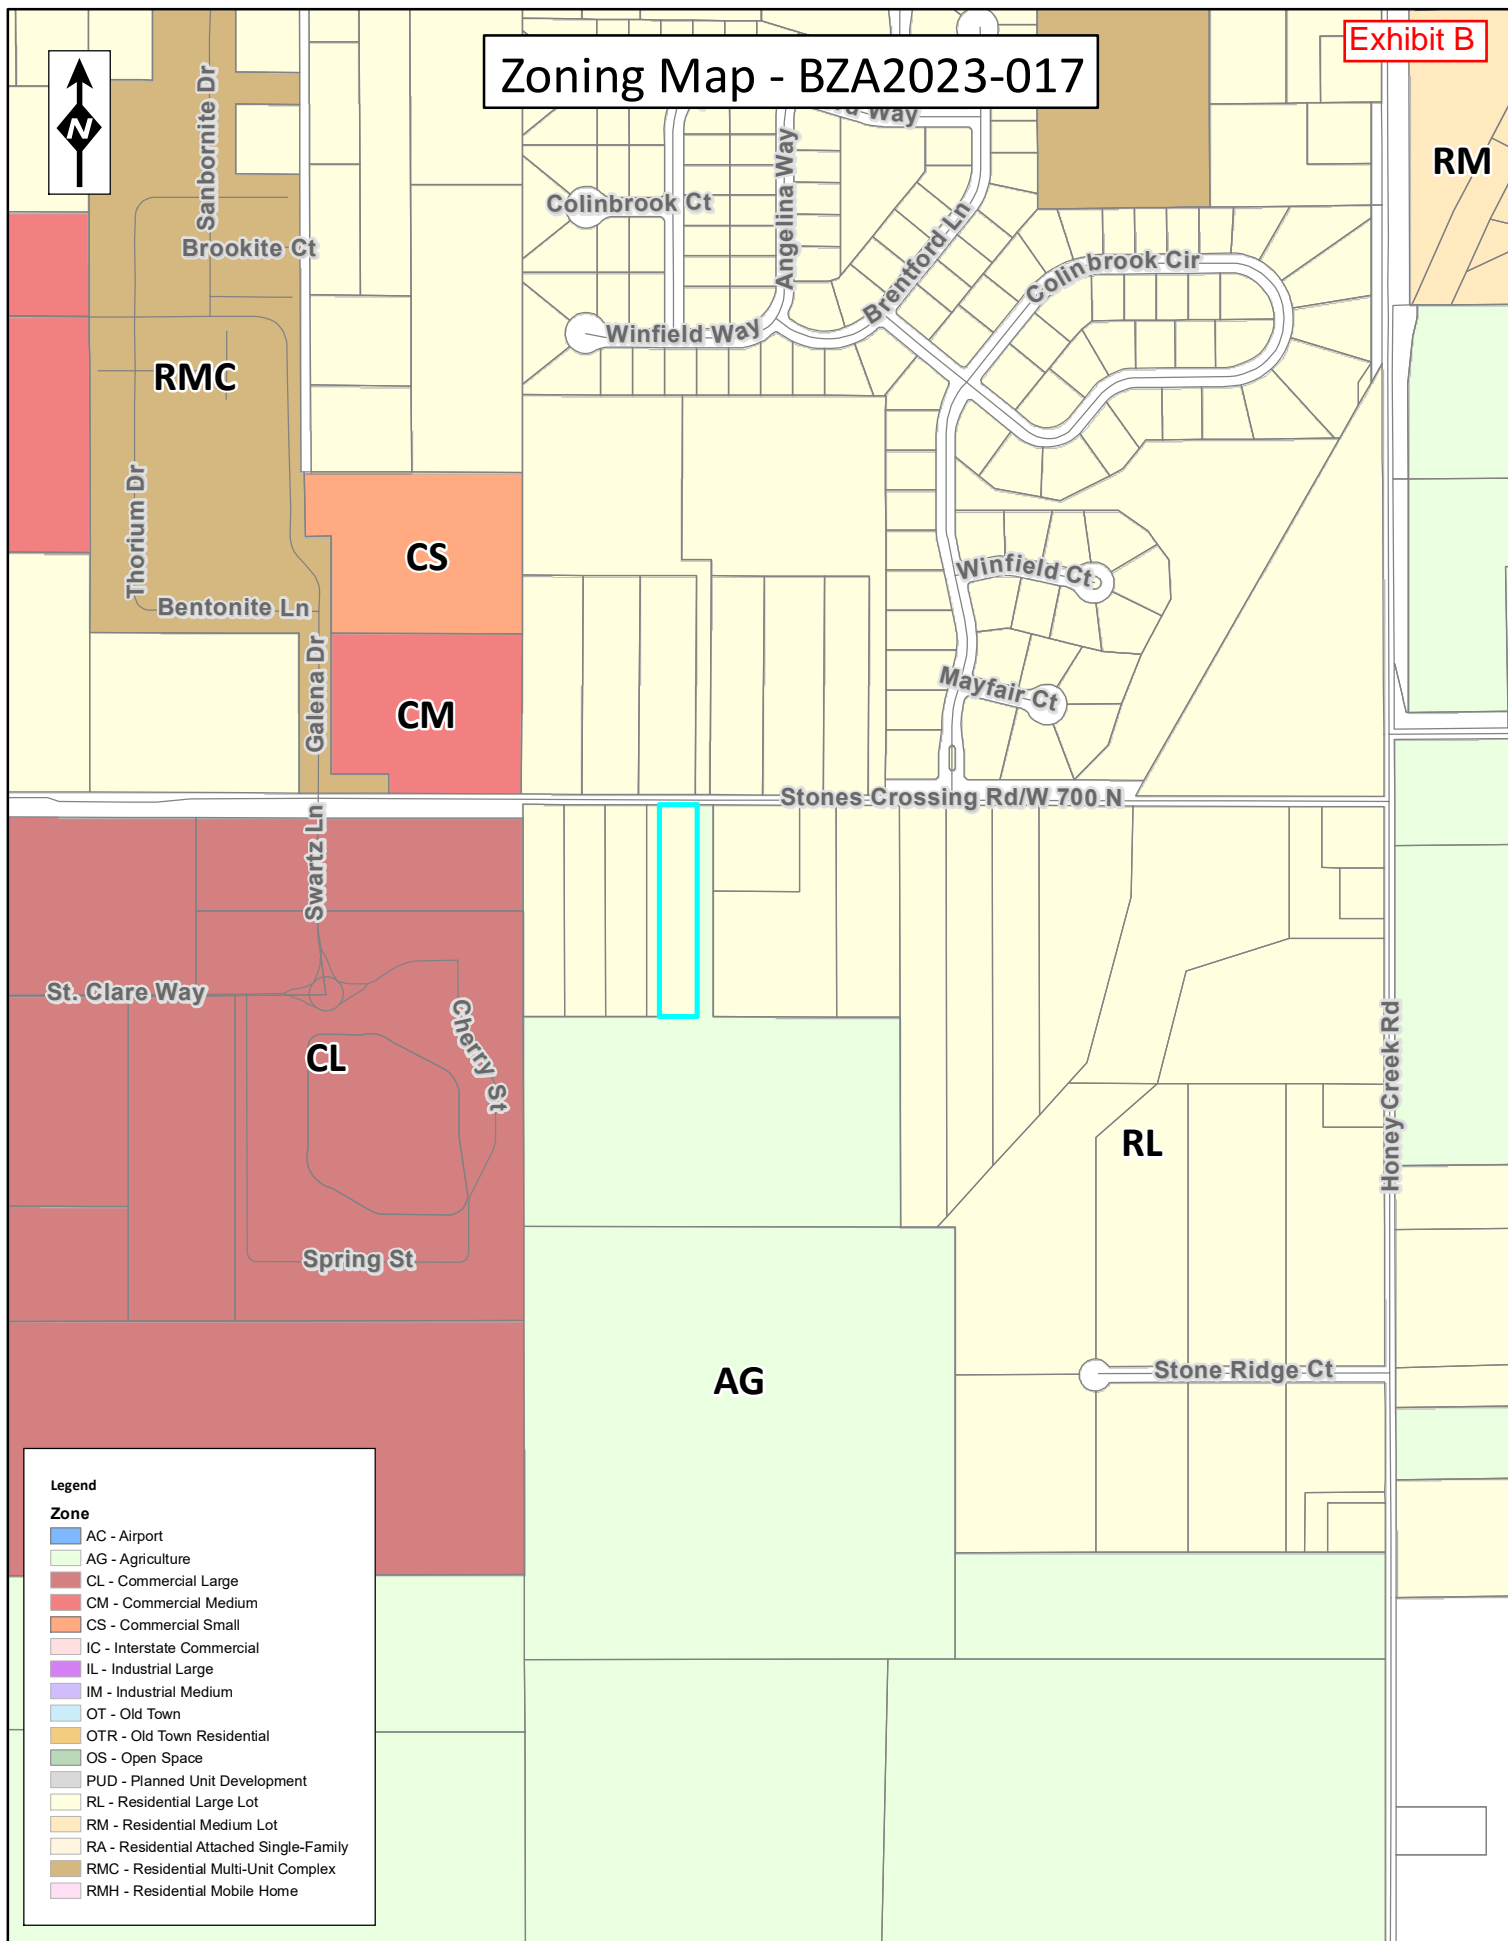 Exhibit B
Zoning Map - BZA2023-017
N
Sanbornite Dr
Brookite Ct
RMC
Thorium Dr
Bentonite Ln
Galena Dr
CS
CM
Colinbrook Ct
Angelina Way
Way
Winfield Way
Brentford Ln
Colinbrook Cir
RM
Winfield Ct
Mayfair Ct
Stones Crossing Rd/W 700 N
Swartz Ln
St. Clare Way
Cherry St
CL
Spring St
RL
Honey Creek Rd
AG
Stone Ridge Ct
Legend
Zone
AC - Airport
AG - Agriculture
CL - Commercial Large
CM - Commercial Medium
CS - Commercial Small
IC - Interstate Commercial
IL - Industrial Large
IM - Industrial Medium
OT - Old Town
OTR - Old Town Residential
OS - Open Space
PUD - Planned Unit Development
RL - Residential Large Lot
RM - Residential Medium Lot
RA - Residential Attached Single-Family
RMC - Residential Multi-Unit Complex
RMH - Residential Mobile Home